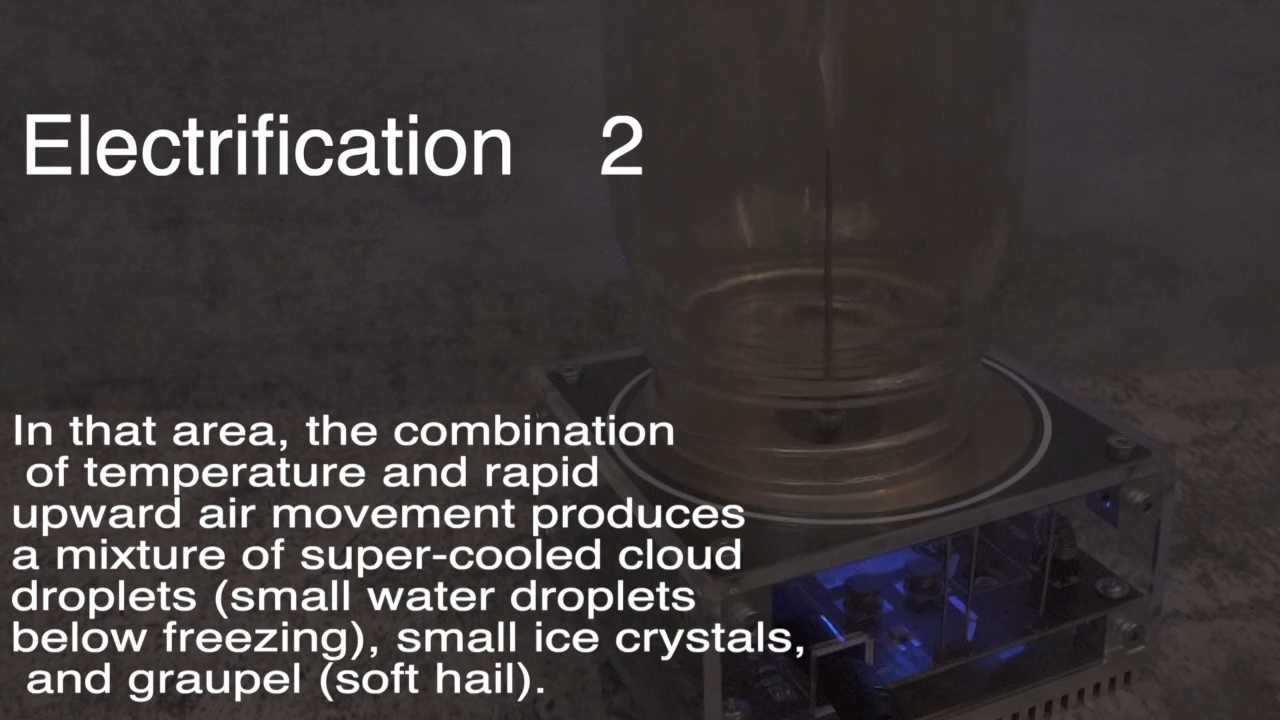 Electrification 2
In that area, the combination
of temperature and rapid
upward air movement produces
a mixture of super-cooled cloud
droplets (small water droplets
below freezing), small ice crystals,
and graupel (soft hail).